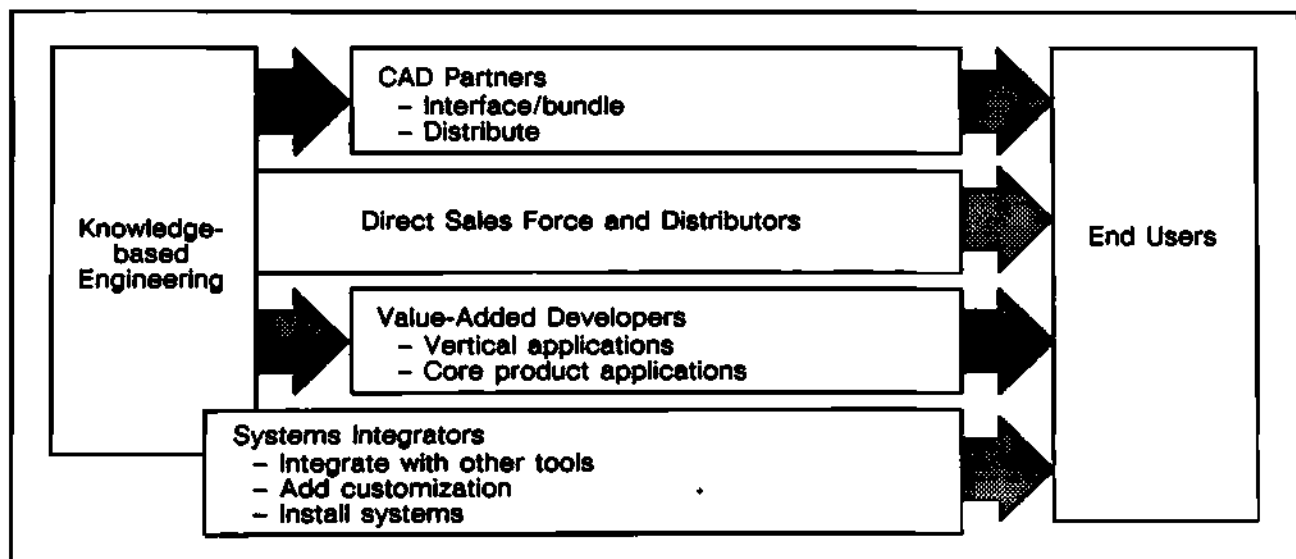 Knowledge-
based
Engineering
CAD Partners
– Interface/bundle
– Distribute
Direct Sales Force and Distributors
Value-Added Developers
– Vertical applications
– Core product applications
Systems Integrators
– Integrate with other tools
– Add customization
– Install systems
End Users